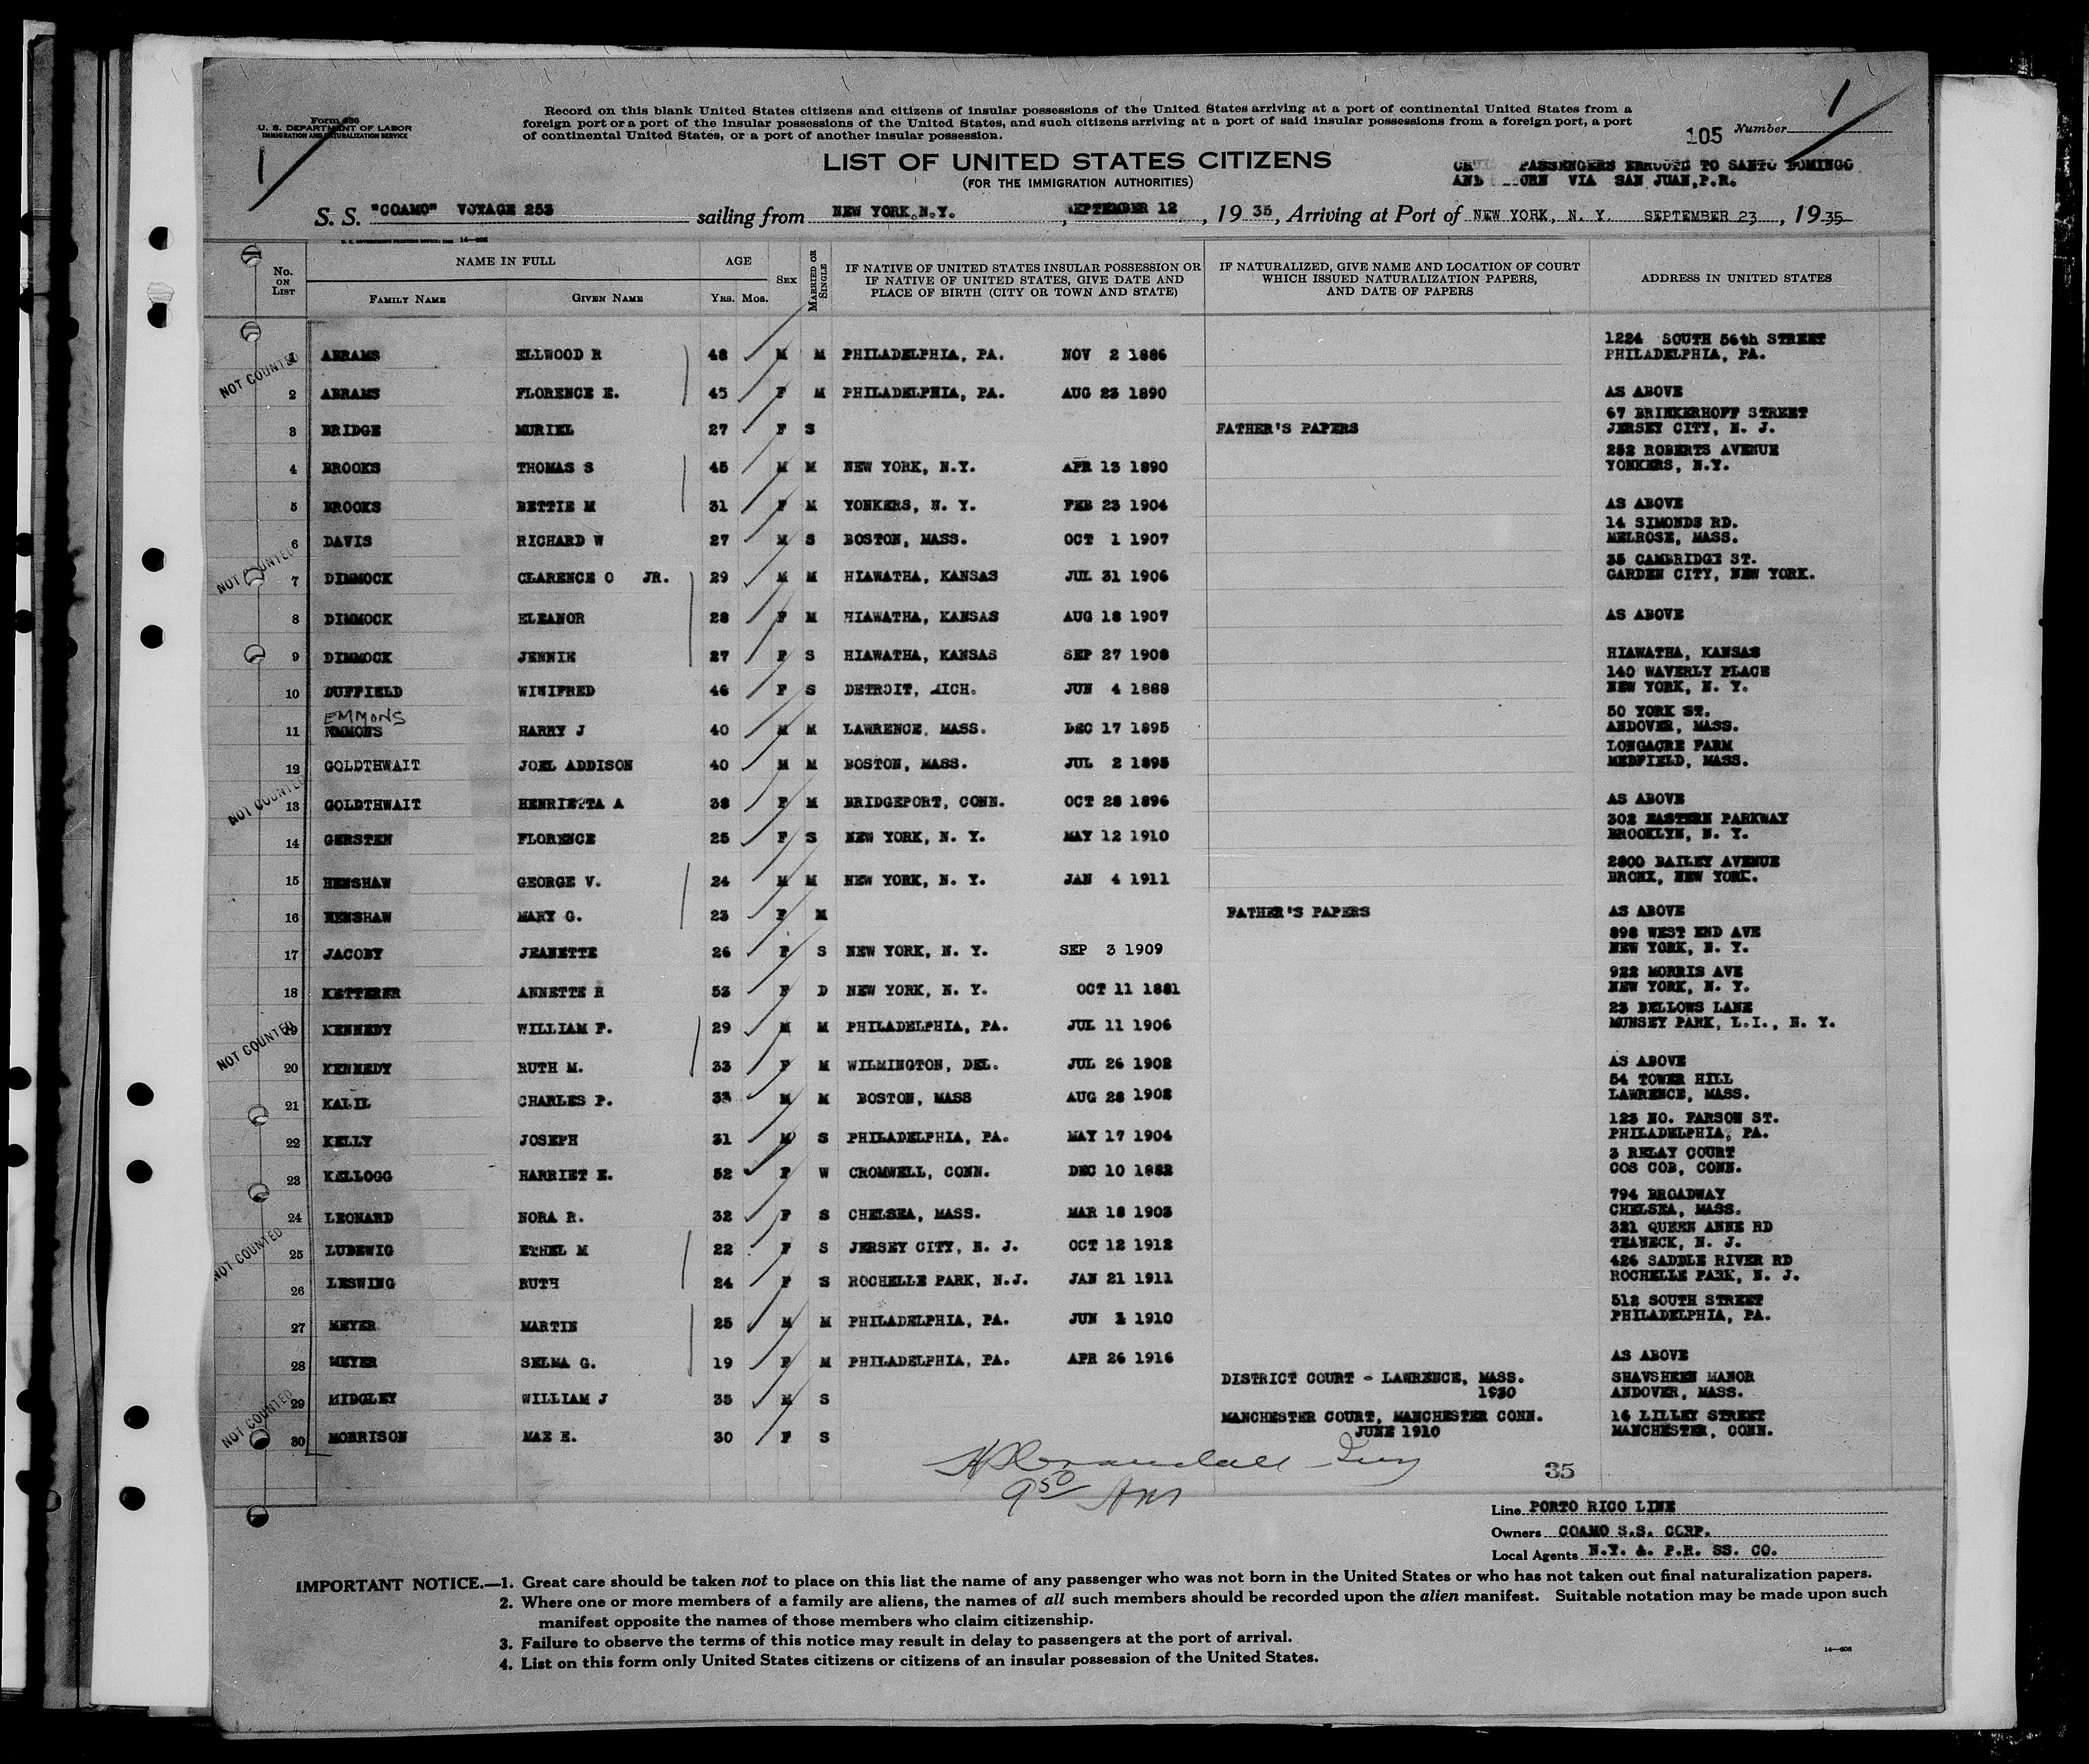 Form 630
U. S. DEPARTMENT OF LABOR
IMMIGRATION AND NATURALIZATION SERVICE
1
Record on this blank United States citizens and citizens of insular possessions of the United States arriving at a port of continental United States from a
foreign port or a port of the insular possessions of the United States, and such citizens arriving at a port of said insular possessions from a foreign port, a port
of continental United States, or a port of another insular possession.
105 Number 1
LIST OF UNITED STATES CITIZENS
(FOR THE IMMIGRATION AUTHORITIES)
PASSENGERS ENROUTE TO SANTO DOMINGO
AND VIA SAN JUAN, P.R.
S. S. "COAMO" VOYAGE 253 sailing from NEW YORK, N.Y. , SEPTEMBER 12 , 19 35, Arriving at Port of NEW YORK, N. Y. SEPTEMBER 23 , 19 35
No. ON LIST
NAME IN FULL
FAMILY NAME GIVEN NAME
AGE
Yrs. Mos.
SEX
MARRIED OR SINGLE
IF NATIVE OF UNITED STATES INSULAR POSSESSION OR
IF NATIVE OF UNITED STATES, GIVE DATE AND
PLACE OF BIRTH (CITY OR TOWN AND STATE)
IF NATURALIZED, GIVE NAME AND LOCATION OF COURT
WHICH ISSUED NATURALIZATION PAPERS,
AND DATE OF PAPERS
ADDRESS IN UNITED STATES
1224 SOUTH 56th STREET
1 ABRAMS ELLWOOD R 48 M M PHILADELPHIA, PA. NOV 2 1886 PHILADELPHIA, PA.
NOT COUNTED
2 ABRAMS FLORENCE E. 45 F M PHILADELPHIA, PA. AUG 23 1890 AS ABOVE
67 BRINKERHOFF STREET
3 BRIDGE MURIEL 27 F S FATHER'S PAPERS JERSEY CITY, N. J.
252 ROBERTS AVENUE
4 BROOKS THOMAS S 45 M M NEW YORK, N.Y. APR 13 1890 YONKERS, N.Y.
5 BROOKS BETTIE M 31 F M YONKERS, N. Y. FEB 23 1904 AS ABOVE
14 SIMONDS RD.
6 DAVIS RICHARD W 27 M S BOSTON, MASS. OCT 1 1907 MELROSE, MASS.
NOT COUNTED
35 CAMBRIDGE ST.
7 DIMMOCK CLARENCE O JR. 29 M M HIAWATHA, KANSAS JUL 31 1906 GARDEN CITY, NEW YORK.
8 DIMMOCK ELEANOR 28 F M HIAWATHA, KANSAS AUG 18 1907 AS ABOVE
9 DIMMOCK JENNIE 27 F S HIAWATHA, KANSAS SEP 27 1908 HIAWATHA, KANSAS
140 WAVERLY PLACE
10 DUFFIELD WINIFRED 46 F S DETROIT, MICH. JUN 4 1888 NEW YORK, N. Y.
EMMONS
50 YORK ST.
11 EMMONS HARRY J 40 M M LAWRENCE, MASS. DEC 17 1895 ANDOVER, MASS.
LONGACRE FARM
12 GOLDTHWAIT JOEL ADDISON 40 M M BOSTON, MASS. JUL 2 1895 MEDFIELD, MASS.
NOT COUNTED
13 GOLDTHWAIT HENRIETTA A 38 F M BRIDGEPORT, CONN. OCT 28 1896 AS ABOVE
302 EASTERN PARKWAY
14 GERSTEN FLORENCE 25 F S NEW YORK, N. Y. MAY 12 1910 BROOKLYN, N. Y.
2800 BAILEY AVENUE
15 HENSHAW GEORGE V. 24 M M NEW YORK, N. Y. JAN 4 1911 BRONX, NEW YORK.
16 HENSHAW MARY G. 23 F M FATHER'S PAPERS AS ABOVE
898 WEST END AVE
17 JACOBY JEANETTE 26 F S NEW YORK, N. Y. SEP 3 1909 NEW YORK, N. Y.
922 MORRIS AVE
18 KETTERER ANNETTE R 53 F D NEW YORK, N. Y. OCT 11 1881 NEW YORK, N. Y.
23 BELLOWS LANE
19 KENNEDY WILLIAM F. 29 M M PHILADELPHIA, PA. JUL 11 1906 MUNSEY PARK, L.I., N. Y.
NOT COUNTED
20 KENNEDY RUTH M. 33 F M WILMINGTON, DEL. JUL 26 1902 AS ABOVE
54 TOWER HILL
21 KALIL CHARLES P. 33 M M BOSTON, MASS AUG 28 1902 LAWRENCE, MASS.
123 NO. PARSON ST.
22 KELLY JOSEPH 31 M S PHILADELPHIA, PA. MAY 17 1904 PHILADELPHIA, PA.
3 RELAY COURT
23 KELLOGG HARRIET E. 52 F W CROMWELL, CONN. DEC 10 1882 COS COB, CONN.
794 BROADWAY
24 LEONARD NORA R. 32 F S CHELSEA, MASS. MAR 18 1903 CHELSEA, MASS.
NOT COUNTED
321 QUEEN ANNE RD
25 LUDEWIG ETHEL M 22 F S JERSEY CITY, N. J. OCT 12 1912 TEANECK, N. J.
426 SADDLE RIVER RD
26 LESWING RUTH 24 F S ROCHELLE PARK, N.J. JAN 21 1911 ROCHELLE PARK, N. J.
512 SOUTH STREET
27 MEYER MARTIN 25 M M PHILADELPHIA, PA. JUN 1 1910 PHILADELPHIA, PA.
28 MEYER SELMA G. 19 F M PHILADELPHIA, PA. APR 26 1916 AS ABOVE
DISTRICT COURT - LAWRENCE, MASS. SHAVSHEEN MANOR
29 MIDGLEY WILLIAM J 35 M S 1930 ANDOVER, MASS.
NOT COUNTED
MANCHESTER COURT, MANCHESTER CONN. 16 LILLEY STREET
30 MORRISON MAE E. 30 F S JUNE 1910 MANCHESTER, CONN.
35
9 50 AM
Line PORTO RICO LINE
Owners COAMO S.S. CORP.
Local Agents N.Y. & P.R. SS. CO.
IMPORTANT NOTICE.—1. Great care should be taken not to place on this list the name of any passenger who was not born in the United States or who has not taken out final naturalization papers.
2. Where one or more members of a family are aliens, the names of all such members should be recorded upon the alien manifest. Suitable notation may be made upon such
manifest opposite the names of those members who claim citizenship.
3. Failure to observe the terms of this notice may result in delay to passengers at the port of arrival.
4. List on this form only United States citizens or citizens of an insular possession of the United States.
14—608